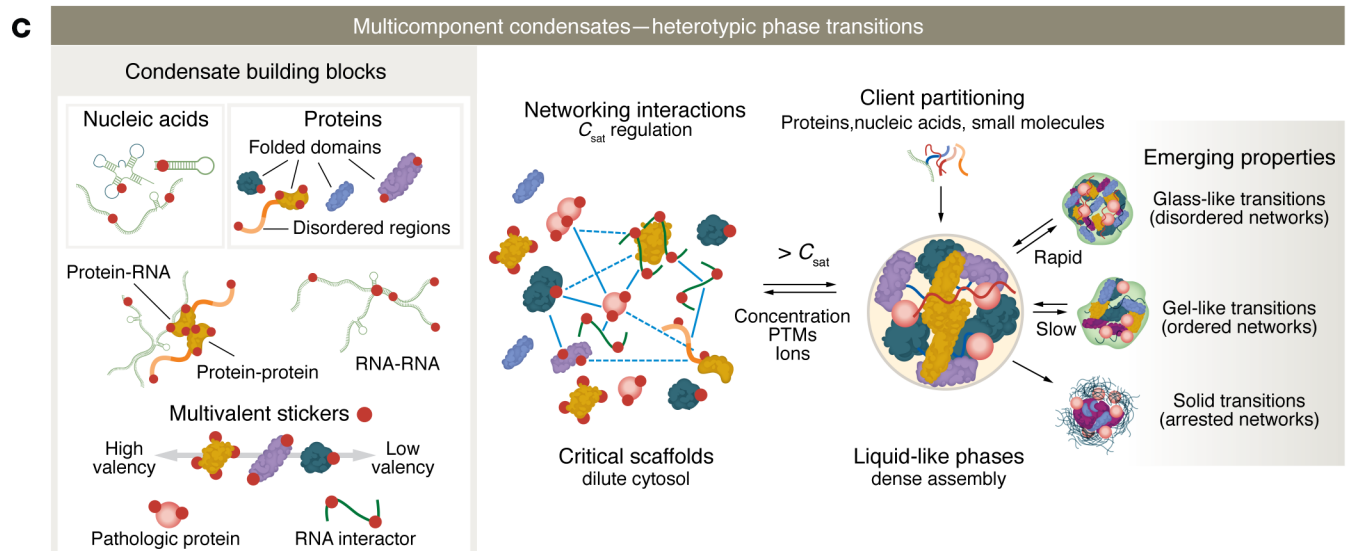 c
Multicomponent condensates—heterotypic phase transitions
Condensate building blocks
Nucleic acids
Proteins
Folded domains
Disordered regions
Protein-RNA
Protein-protein
RNA-RNA
Multivalent stickers
High
valency
Low
valency
Pathologic protein
RNA interactor
Networking interactions
Csat regulation
Critical scaffolds
dilute cytosol
> Csat
Concentration
PTMs
Ions
Client partitioning
Proteins,nucleic acids, small molecules
Liquid-like phases
dense assembly
Emerging properties
Rapid
Glass-like transitions
(disordered networks)
Slow
Gel-like transitions
(ordered networks)
Solid transitions
(arrested networks)